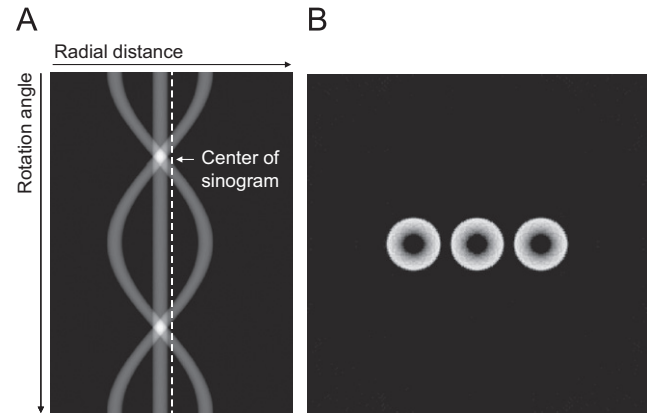 A
B
Radial distance
Rotation angle
Center of
sinogram